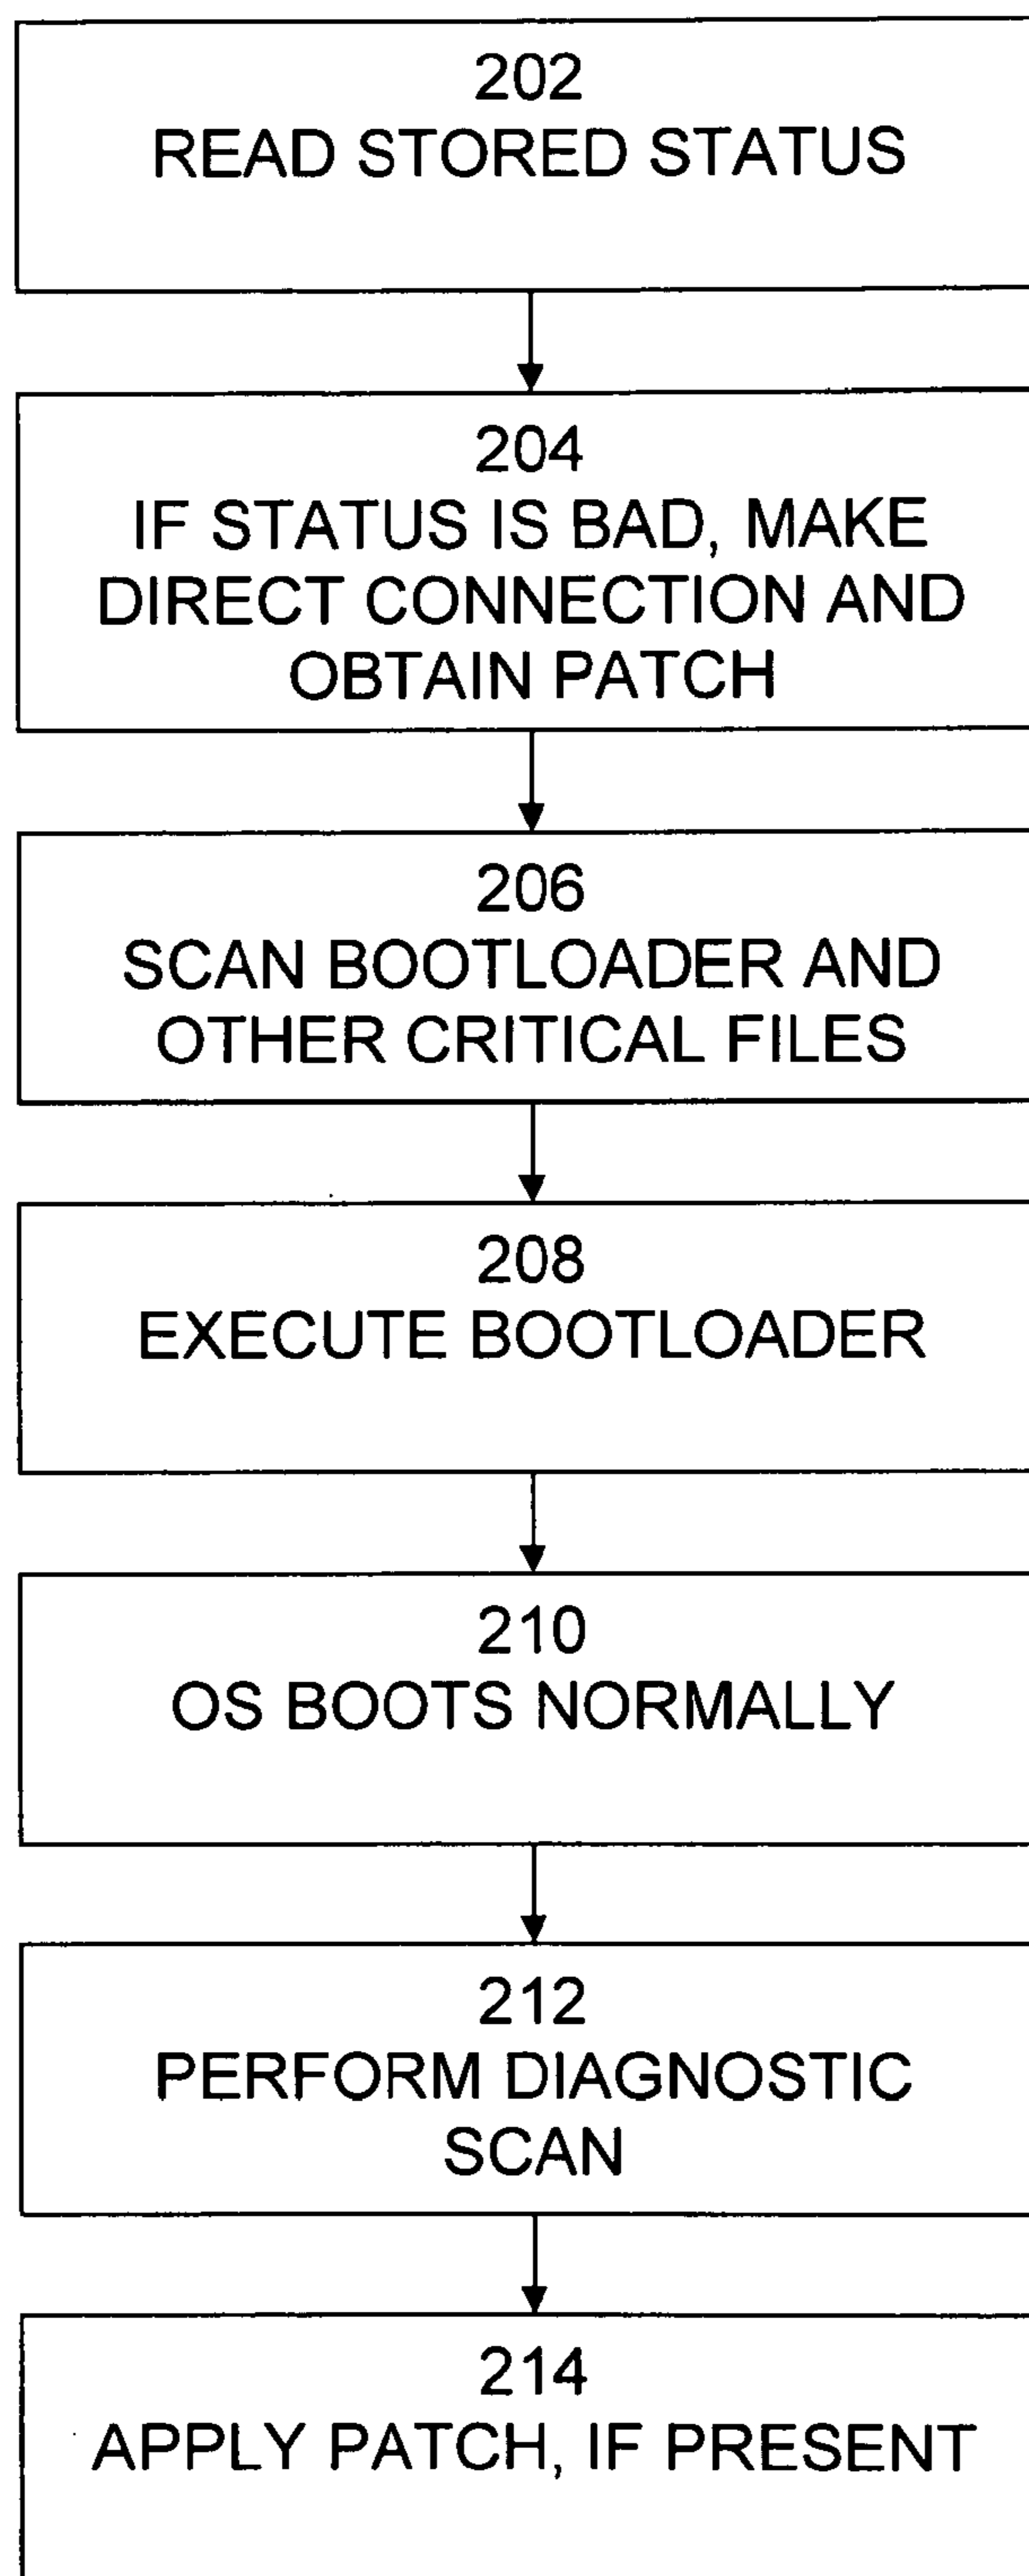 202
READ STORED STATUS
204
IF STATUS IS BAD, MAKE
DIRECT CONNECTION AND
OBTAIN PATCH
206
SCAN BOOTLOADER AND
OTHER CRITICAL FILES
208
EXECUTE BOOTLOADER
210
OS BOOTS NORMALLY
212
PERFORM DIAGNOSTIC
SCAN
214
APPLY PATCH, IF PRESENT